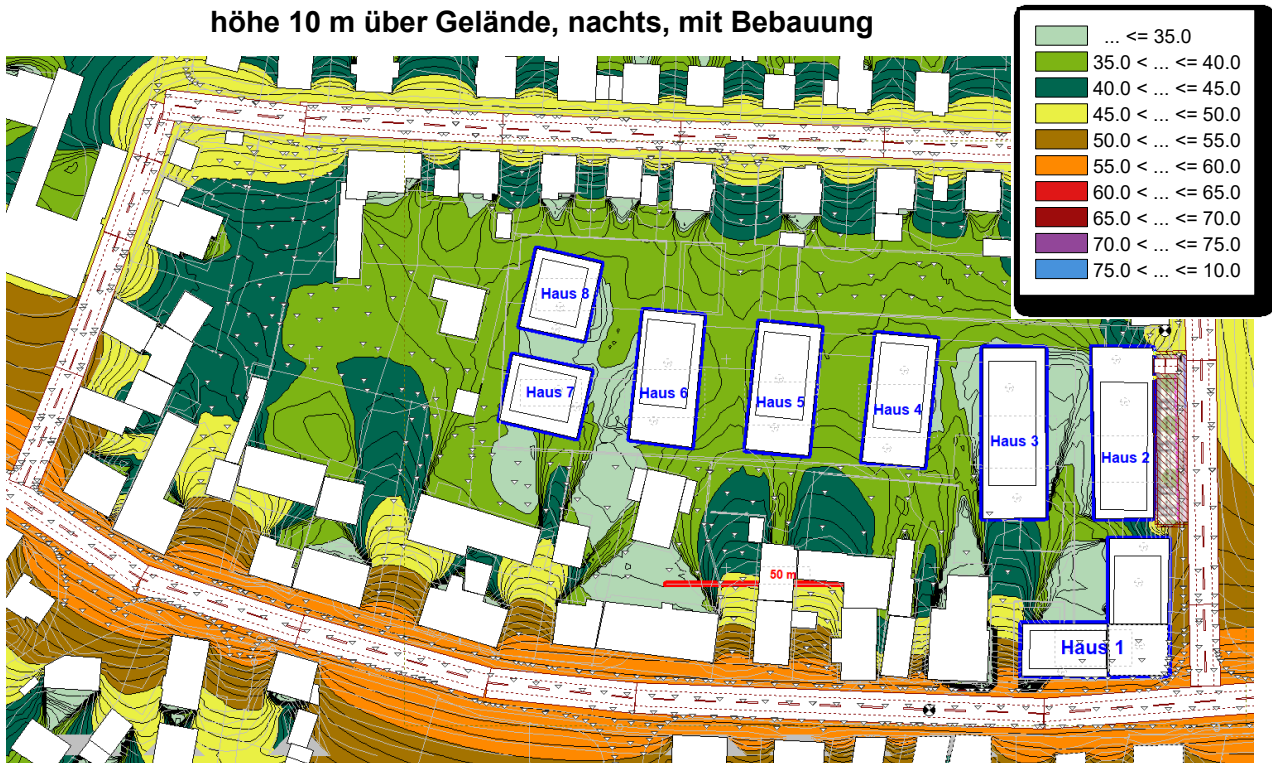 höhe 10 m über Gelände, nachts, mit Bebauung
... <= 35.0
35.0 < ... <= 40.0
40.0 < ... <= 45.0
45.0 < ... <= 50.0
50.0 < ... <= 55.0
55.0 < ... <= 60.0
60.0 < ... <= 65.0
65.0 < ... <= 70.0
70.0 < ... <= 75.0
75.0 < ... <= 10.0
Haus 8
Haus 7
Haus 6
Haus 5
Haus 4
Haus 3
Haus 2
50 m
Haus 1